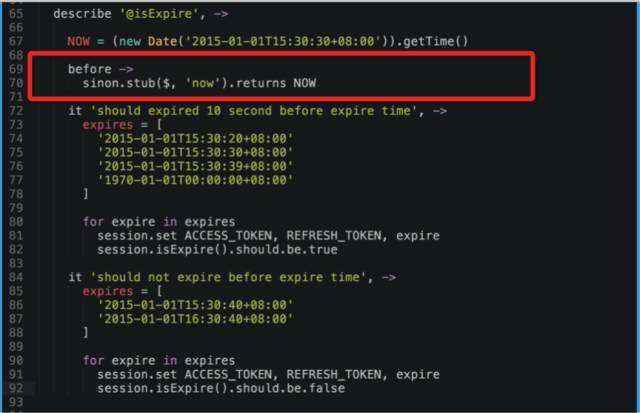 65 describe '@isExpire', ->
66
67 NOW = (new Date('2015-01-01T15:30:30+08:00')).getTime()
68
69 before ->
70 sinon.stub($, 'now').returns NOW
71
72 it 'should expired 10 second before expire time', ->
73 expires = [
74 '2015-01-01T15:30:20+08:00'
75 '2015-01-01T15:30:30+08:00'
76 '2015-01-01T15:30:39+08:00'
77 '1970-01-01T00:00:00+08:00'
78 ]
79
80 for expire in expires
81 session.set ACCESS_TOKEN, REFRESH_TOKEN, expire
82 session.isExpire().should.be.true
83
84 it 'should not expire before expire time', ->
85 expires = [
86 '2015-01-01T15:30:40+08:00'
87 '2015-01-01T16:30:40+08:00'
88 ]
89
90 for expire in expires
91 session.set ACCESS_TOKEN, REFRESH_TOKEN, expire
92 session.isExpire().should.be.false
93